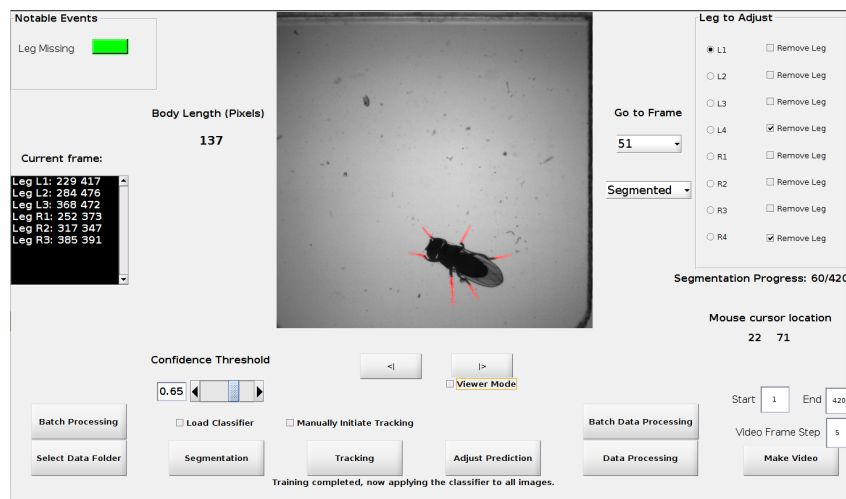 Notable Events
Leg Missing
Body Length (Pixels)
137
Current frame:
Leg L1: 229 417
Leg L2: 284 476
Leg L3: 368 472
Leg R1: 252 373
Leg R2: 317 347
Leg R3: 385 391
Go to Frame
51
Segmented
Leg to Adjust
L1 Remove Leg
L2 Remove Leg
L3 Remove Leg
L4 Remove Leg
R1 Remove Leg
R2 Remove Leg
R3 Remove Leg
R4 Remove Leg
Segmentation Progress: 60/420
Mouse cursor location
22 71
Confidence Threshold
0.65
<|
|>
Viewer Mode
Start 1 End 420
Batch Processing
Load Classifier
Manually Initiate Tracking
Batch Data Processing
Video Frame Step 5
Select Data Folder
Segmentation
Tracking
Adjust Prediction
Data Processing
Make Video
Training completed, now applying the classifier to all images.